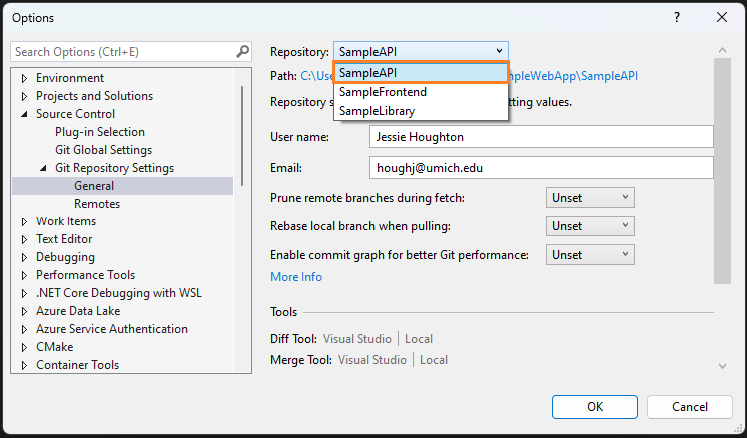 Options
Search Options (Ctrl+E)
Environment
Projects and Solutions
Source Control
Plug-in Selection
Git Global Settings
Git Repository Settings
General
Remotes
Work Items
Text Editor
Debugging
Performance Tools
.NET Core Debugging with WSL
Azure Data Lake
Azure Service Authentication
CMake
Container Tools
Repository: SampleAPI
SampleAPI
SampleFrontend
SampleLibrary
Path: C:\Use mpleWebApp\SampleAPI
Repository s tting values.
User name: Jessie Houghton
Email: houghj@umich.edu
Prune remote branches during fetch: Unset
Rebase local branch when pulling: Unset
Enable commit graph for better Git performance: Unset
More Info
Tools
Diff Tool: Visual Studio | Local
Merge Tool: Visual Studio | Local
OK Cancel